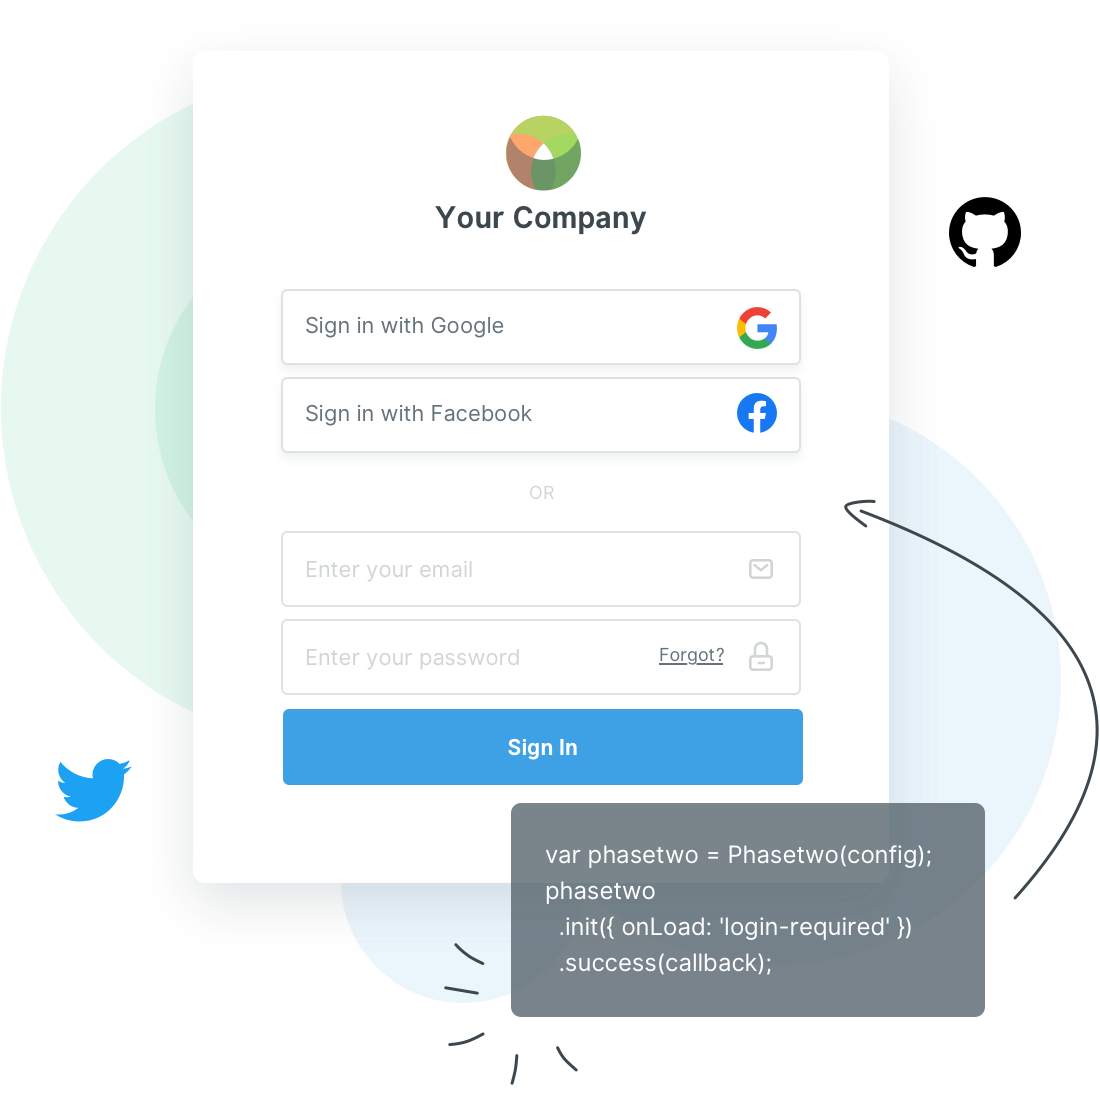 Your Company
Sign in with Google
Sign in with Facebook
OR
Enter your email
Enter your password
Forgot?
Sign In
var phasetwo = Phasetwo(config);
phasetwo
.init({ onLoad: 'login-required' })
.success(callback);